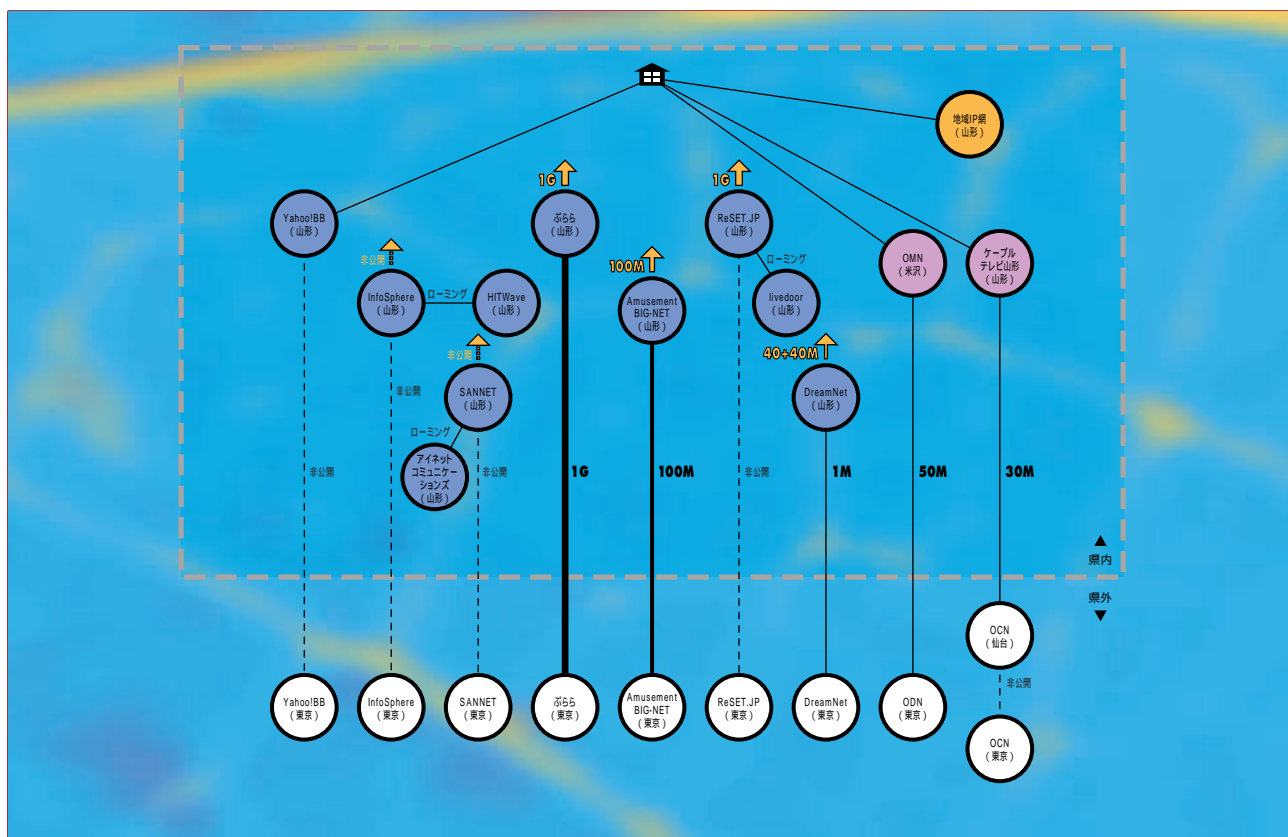 地域IP網
(山形)
1G
1G
Yahoo!BB
(山形)
ぷらら
(山形)
ReSET.JP
(山形)
非公開
100M
ローミング
OMN
(米沢)
ケーブル
テレビ山形
(山形)
InfoSphere
(山形)
ローミング
HITWave
(山形)
Amusement
BIG-NET
(山形)
livedoor
(山形)
非公開
40+40M
非公開
SANNET
(山形)
DreamNet
(山形)
ローミング
アイネット
コミュニケー
ションズ
(山形)
非公開
非公開
1G
100M
非公開
1M
50M
30M
県内
県外
OCN
(仙台)
非公開
Yahoo!BB
(東京)
InfoSphere
(東京)
SANNET
(東京)
ぷらら
(東京)
Amusement
BIG-NET
(東京)
ReSET.JP
(東京)
DreamNet
(東京)
ODN
(東京)
OCN
(東京)